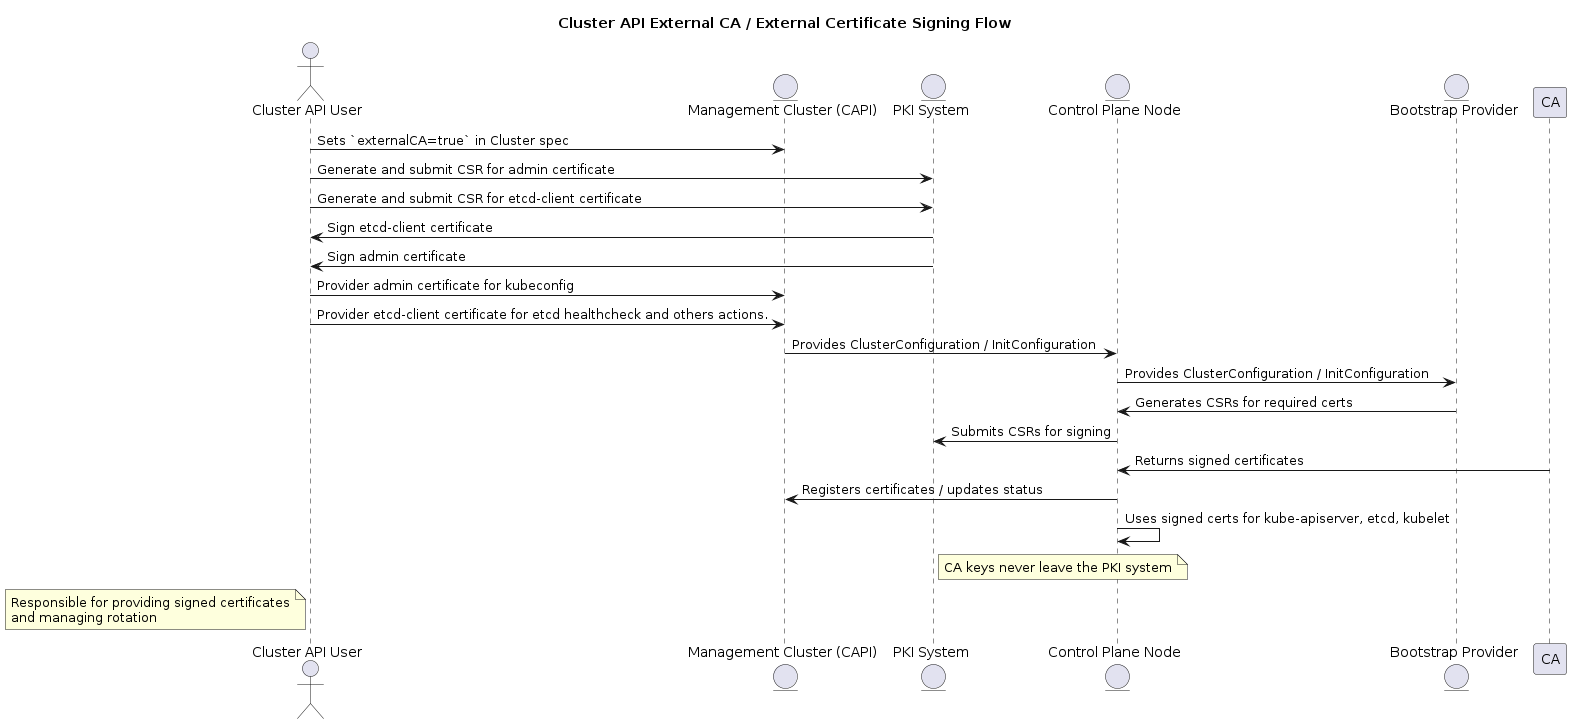 Cluster API External CA / External Certificate Signing Flow
Cluster API User
Management Cluster (CAPI)
PKI System
Control Plane Node
Bootstrap Provider
CA
Sets `externalCA=true` in Cluster spec
Generate and submit CSR for admin certificate
Generate and submit CSR for etcd-client certificate
Sign etcd-client certificate
Sign admin certificate
Provider admin certificate for kubeconfig
Provider etcd-client certificate for etcd healthcheck and others actions.
Provides ClusterConfiguration / InitConfiguration
Provides ClusterConfiguration / InitConfiguration
Generates CSRs for required certs
Submits CSRs for signing
Returns signed certificates
Registers certificates / updates status
Uses signed certs for kube-apiserver, etcd, kubelet
CA keys never leave the PKI system
Responsible for providing signed certificates
and managing rotation
Cluster API User
Management Cluster (CAPI)
PKI System
Control Plane Node
Bootstrap Provider
CA